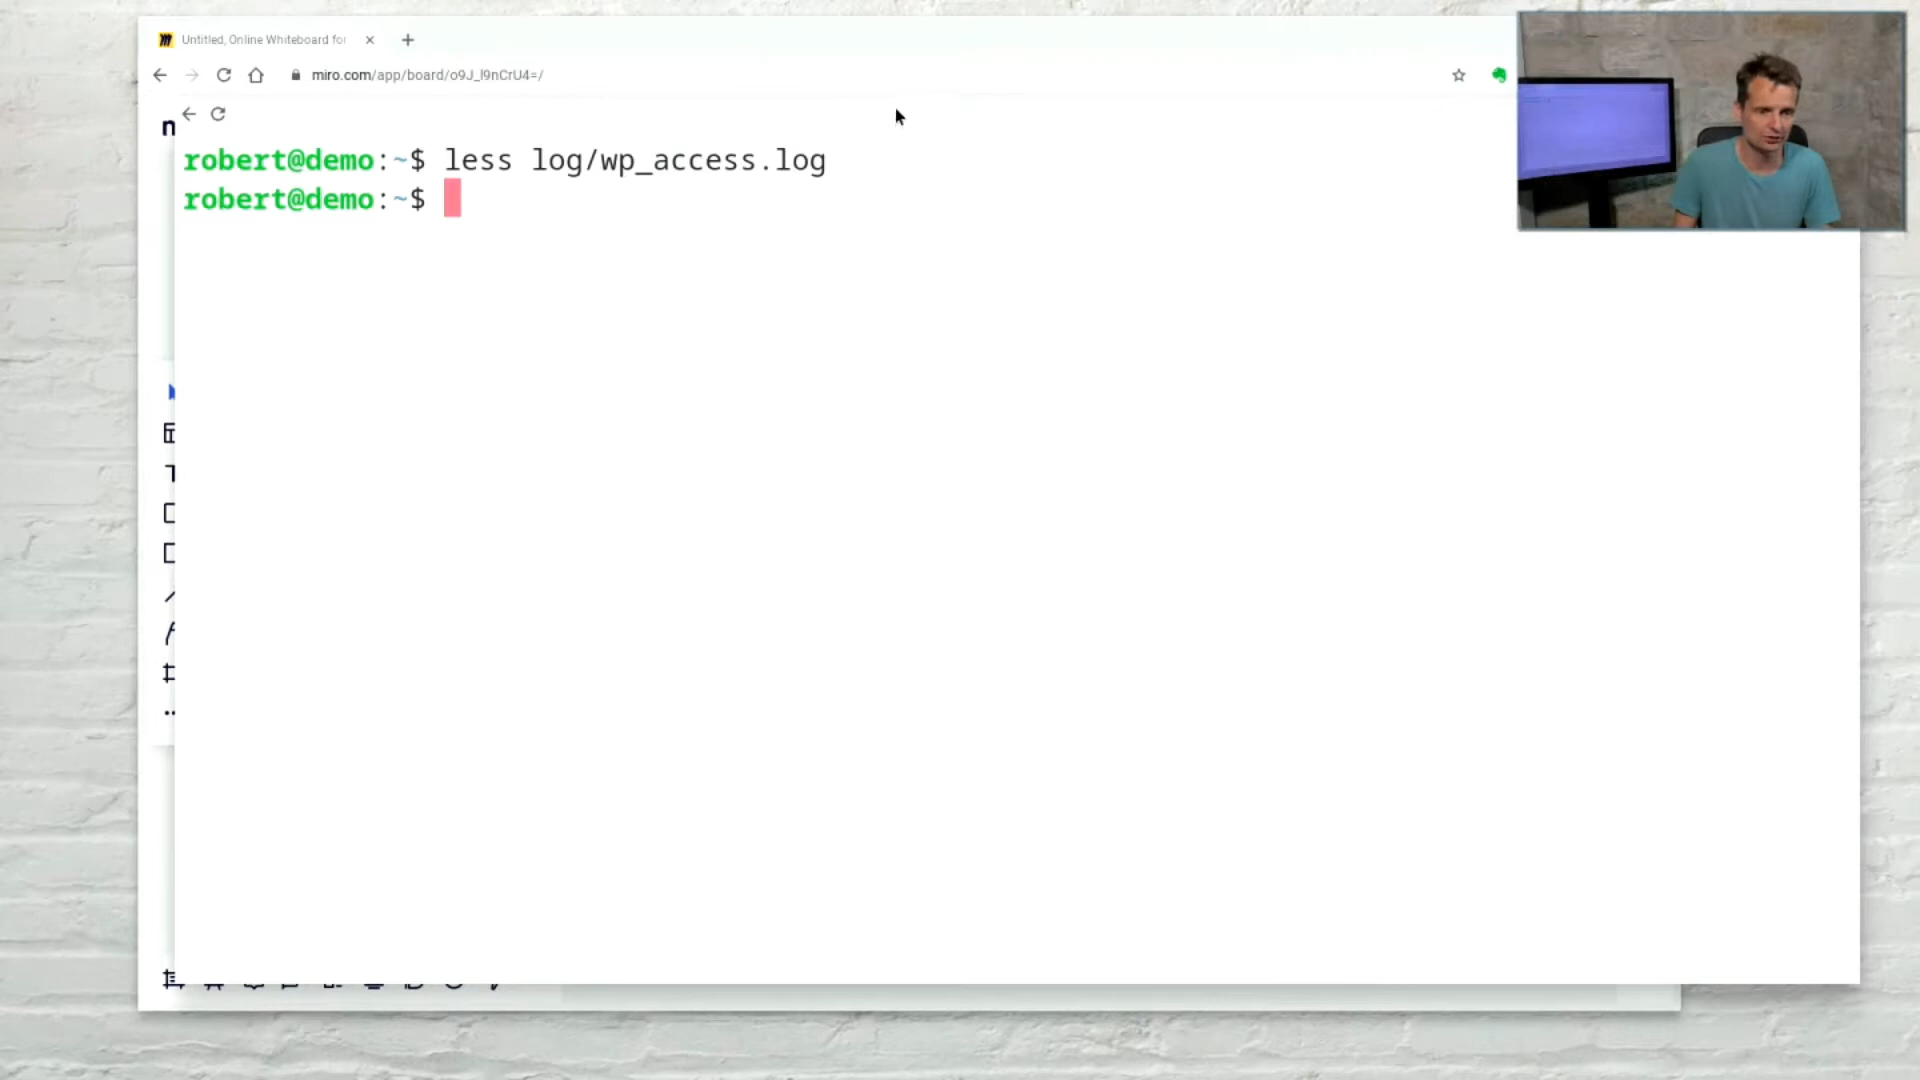 Untitled, Online Whiteboard for
miro.com/app/board/o9J_l9nCrU4=/
robert@demo:~$ less log/wp_access.log
robert@demo:~$